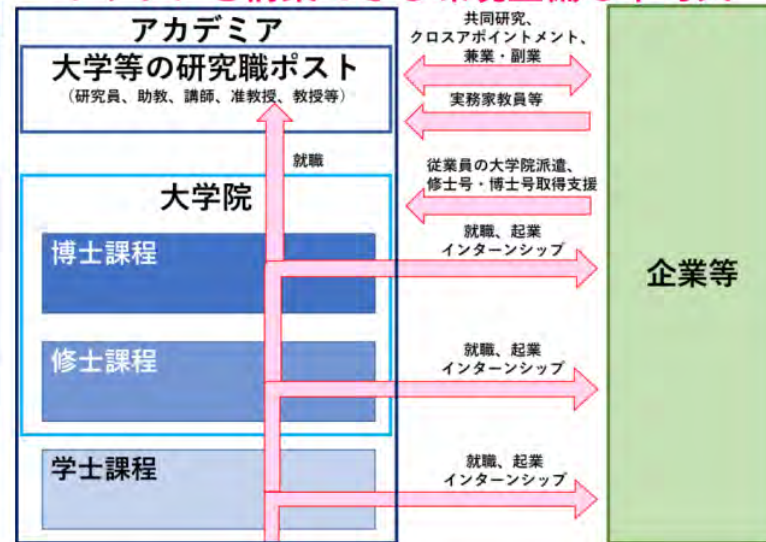 アカデミア
大学等の研究職ポスト
（研究員、助教、講師、准教授、教授等）
共同研究、
クロスアポイントメント、
兼業・副業
実務家教員等
就職
従業員の大学院派遣、
修士号・博士号取得支援
大学院
博士課程
就職、起業
インターンシップ
企業等
修士課程
就職、起業
インターンシップ
学士課程
就職、起業
インターンシップ